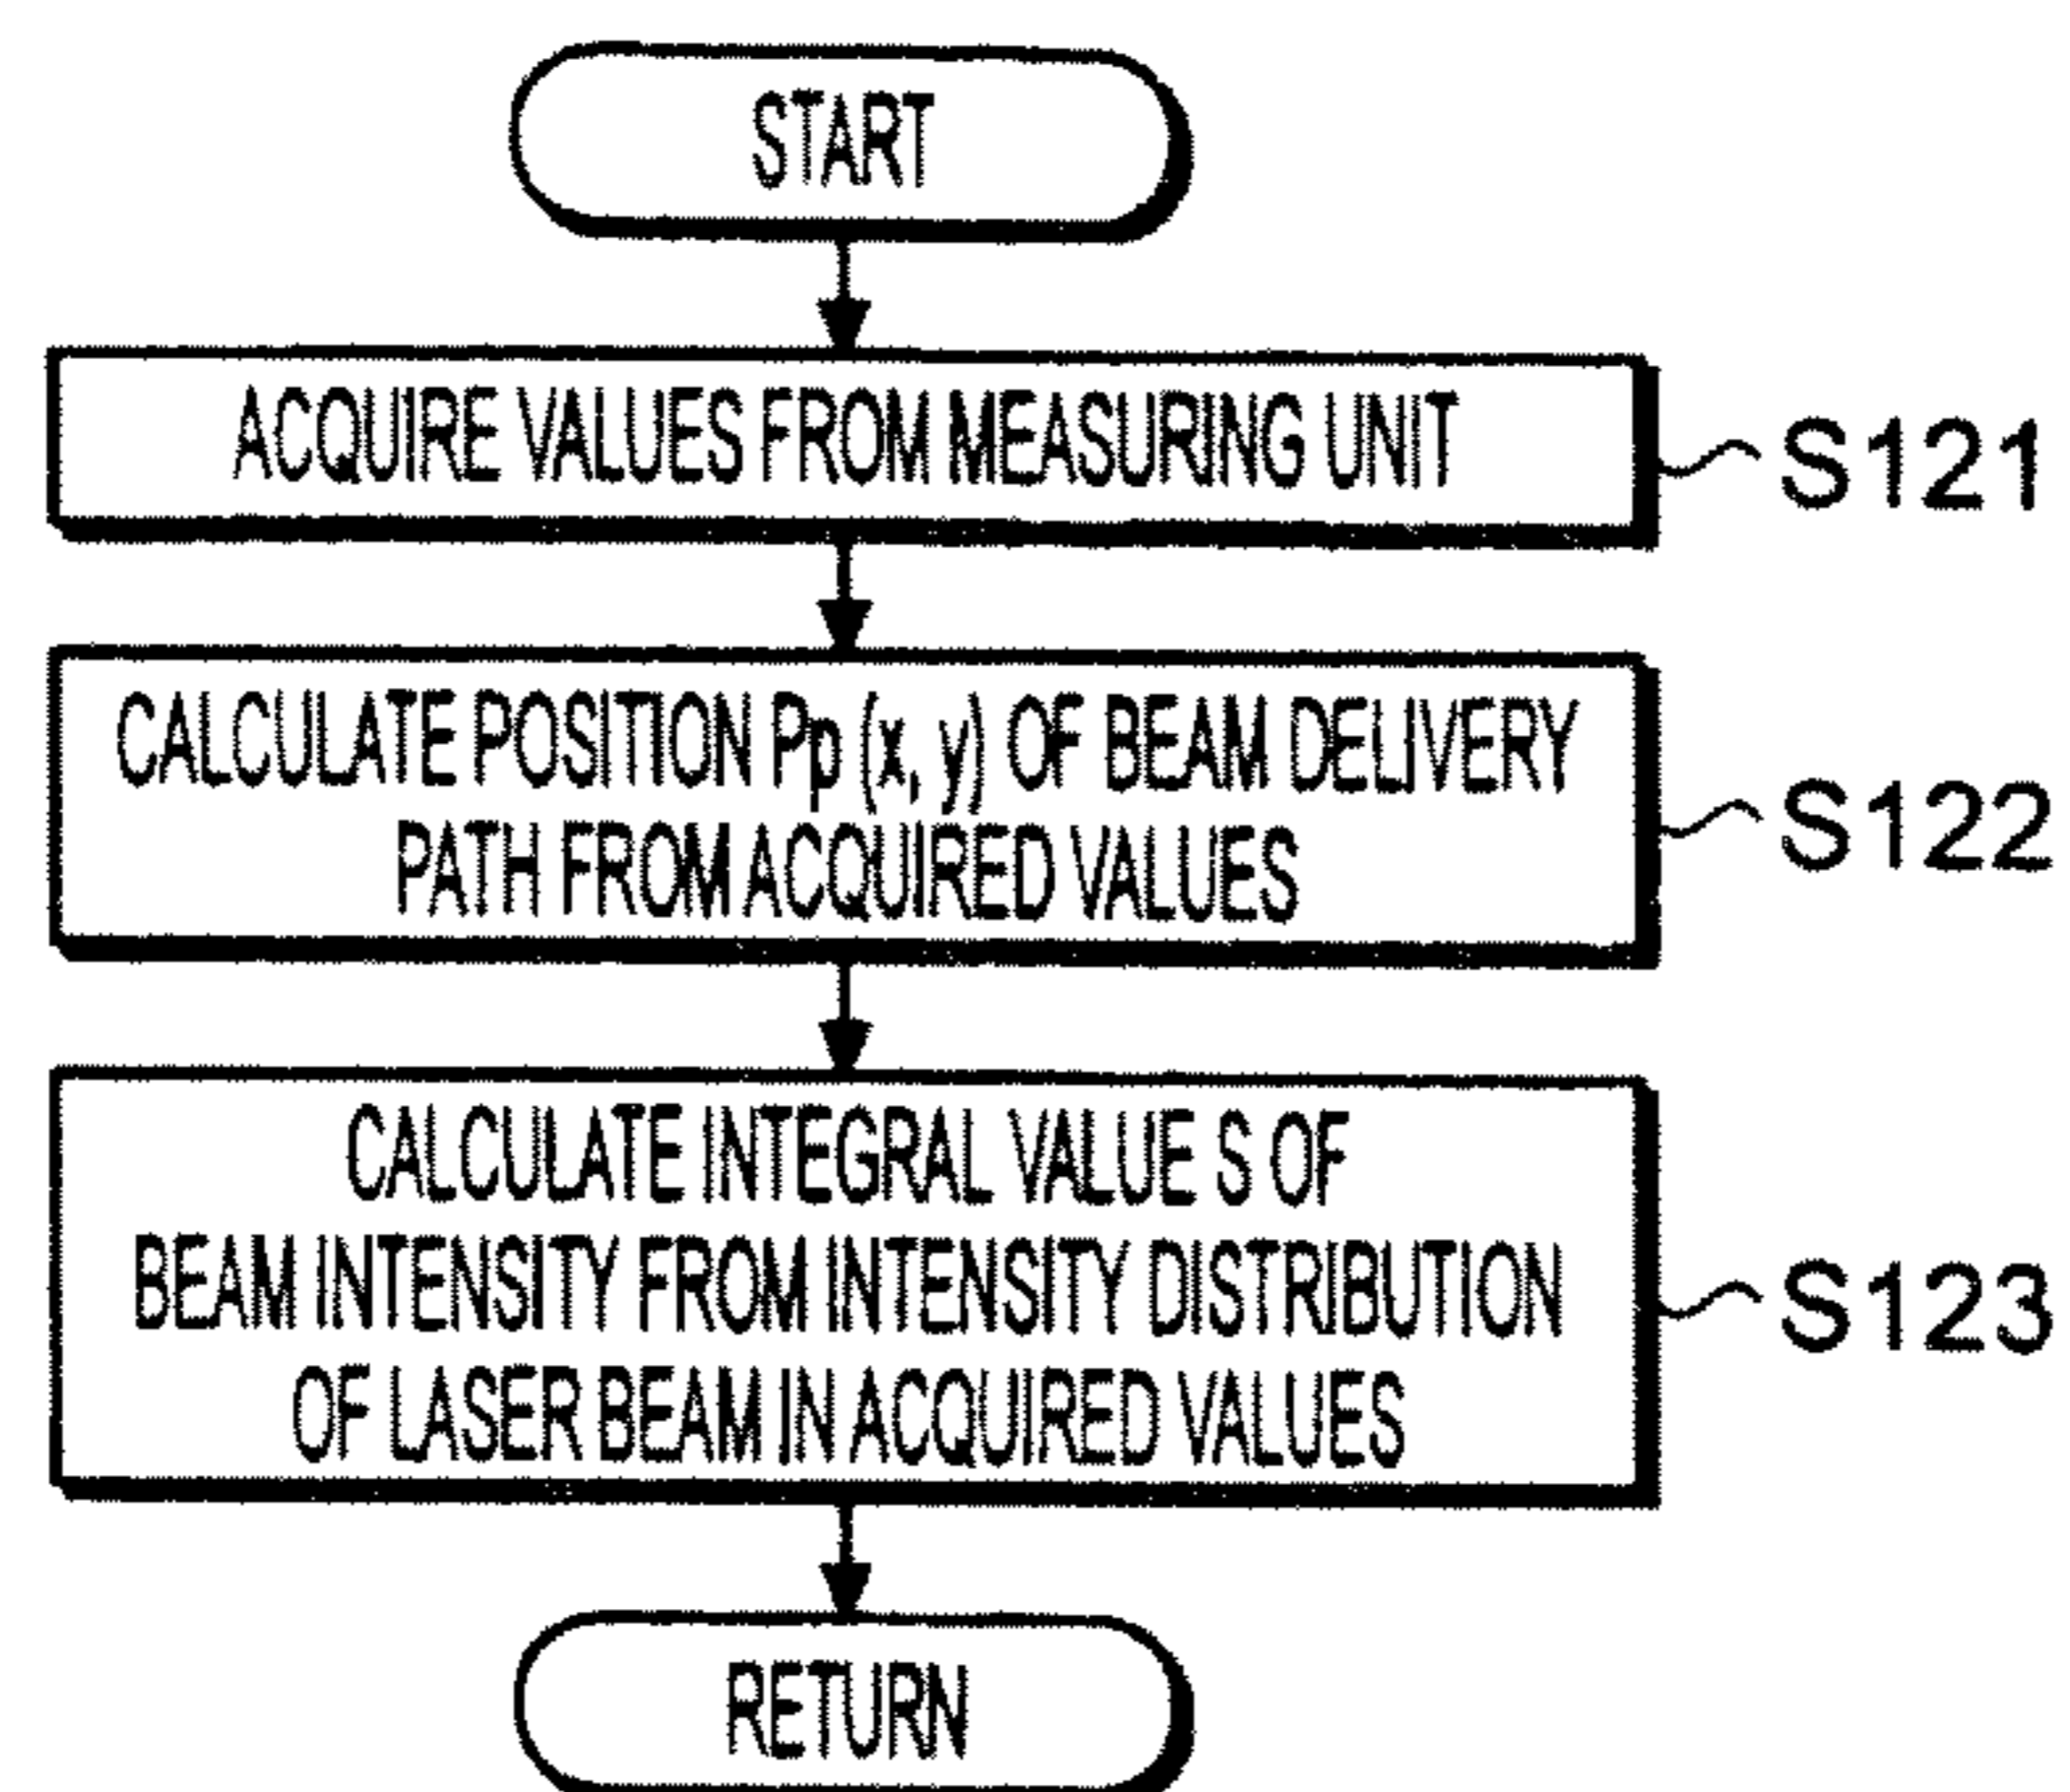 START
ACQUIRE VALUES FROM MEASURING UNIT
S121
CALCULATE POSITION Pp (x, y) OF BEAM DELIVERY
PATH FROM ACQUIRED VALUES
S122
CALCULATE INTEGRAL VALUE S OF
BEAM INTENSITY FROM INTENSITY DISTRIBUTION
OF LASER BEAM IN ACQUIRED VALUES
S123
RETURN